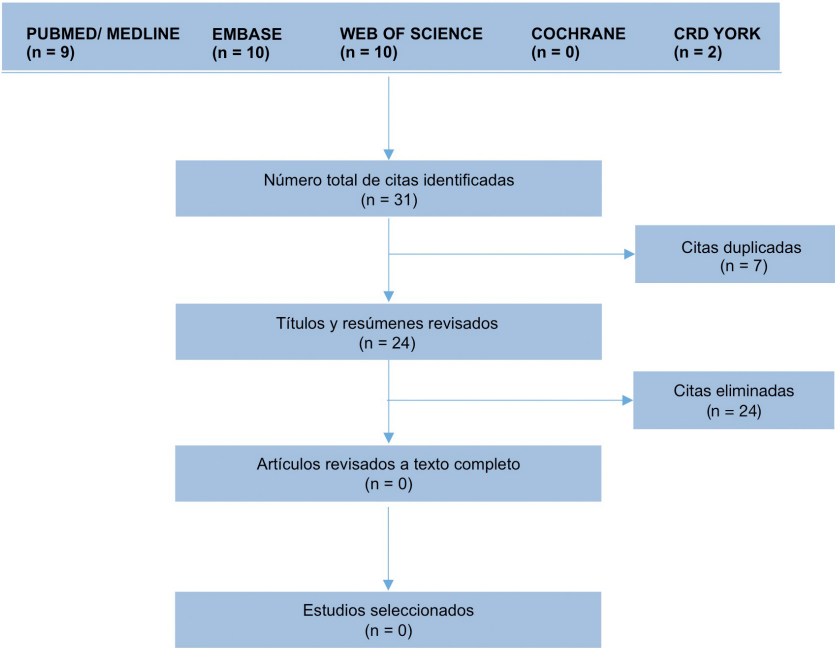 PUBMED/ MEDLINE
(n = 9)
EMBASE
(n = 10)
WEB OF SCIENCE
(n = 10)
COCHRANE
(n = 0)
CRD YORK
(n = 2)
Número total de citas identificadas
(n = 31)
Citas duplicadas
(n = 7)
Títulos y resúmenes revisados
(n = 24)
Citas eliminadas
(n = 24)
Artículos revisados a texto completo
(n = 0)
Estudios seleccionados
(n = 0)